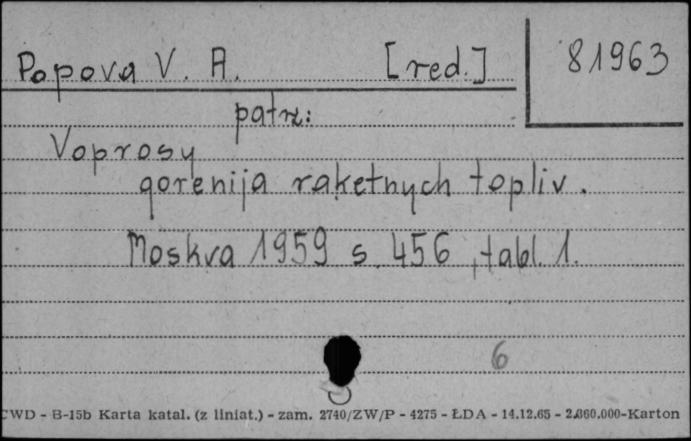 Popova V. A. [red.] 81963
patrz:
Voprosy
gorenija raketnych topliv.
Moskva 1959 s. 456, tabl. 1.
6
CWD - B-15b Karta katal. (z liniat.) - zam. 2740/ZW/P - 4275 - ŁDA - 14.12.65 - 2.860.000-Karton